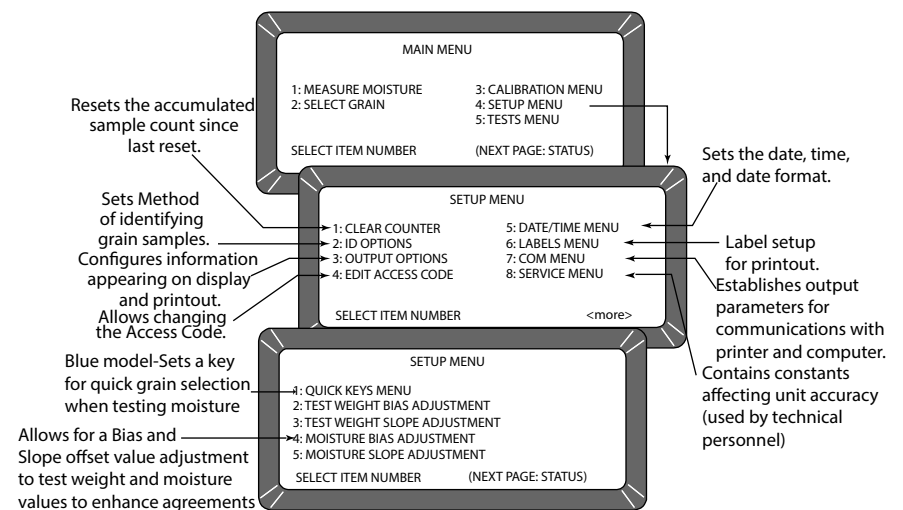 MAIN MENU
1: MEASURE MOISTURE
2: SELECT GRAIN
3: CALIBRATION MENU
4: SETUP MENU
5: TESTS MENU
SELECT ITEM NUMBER
(NEXT PAGE: STATUS)
Resets the accumulated
sample count since
last reset.
Sets Method
of identifying
grain samples.
Configures information
appearing on display
and printout.
Allows changing
the Access Code.
SETUP MENU
1: CLEAR COUNTER
2: ID OPTIONS
3: OUTPUT OPTIONS
4: EDIT ACCESS CODE
5: DATE/TIME MENU
6: LABELS MENU
7: COM MENU
8: SERVICE MENU
SELECT ITEM NUMBER
<more>
Sets the date, time,
and date format.
Label setup
for printout.
Establishes output
parameters for
communications with
printer and computer.
Contains constants
affecting unit accuracy
(used by technical
personnel)
Blue model-Sets a key
for quick grain selection
when testing moisture
Allows for a Bias and
Slope offset value adjustment
to test weight and moisture
values to enhance agreements
SETUP MENU
1: QUICK KEYS MENU
2: TEST WEIGHT BIAS ADJUSTMENT
3: TEST WEIGHT SLOPE ADJUSTMENT
4: MOISTURE BIAS ADJUSTMENT
5: MOISTURE SLOPE ADJUSTMENT
SELECT ITEM NUMBER
(NEXT PAGE: STATUS)